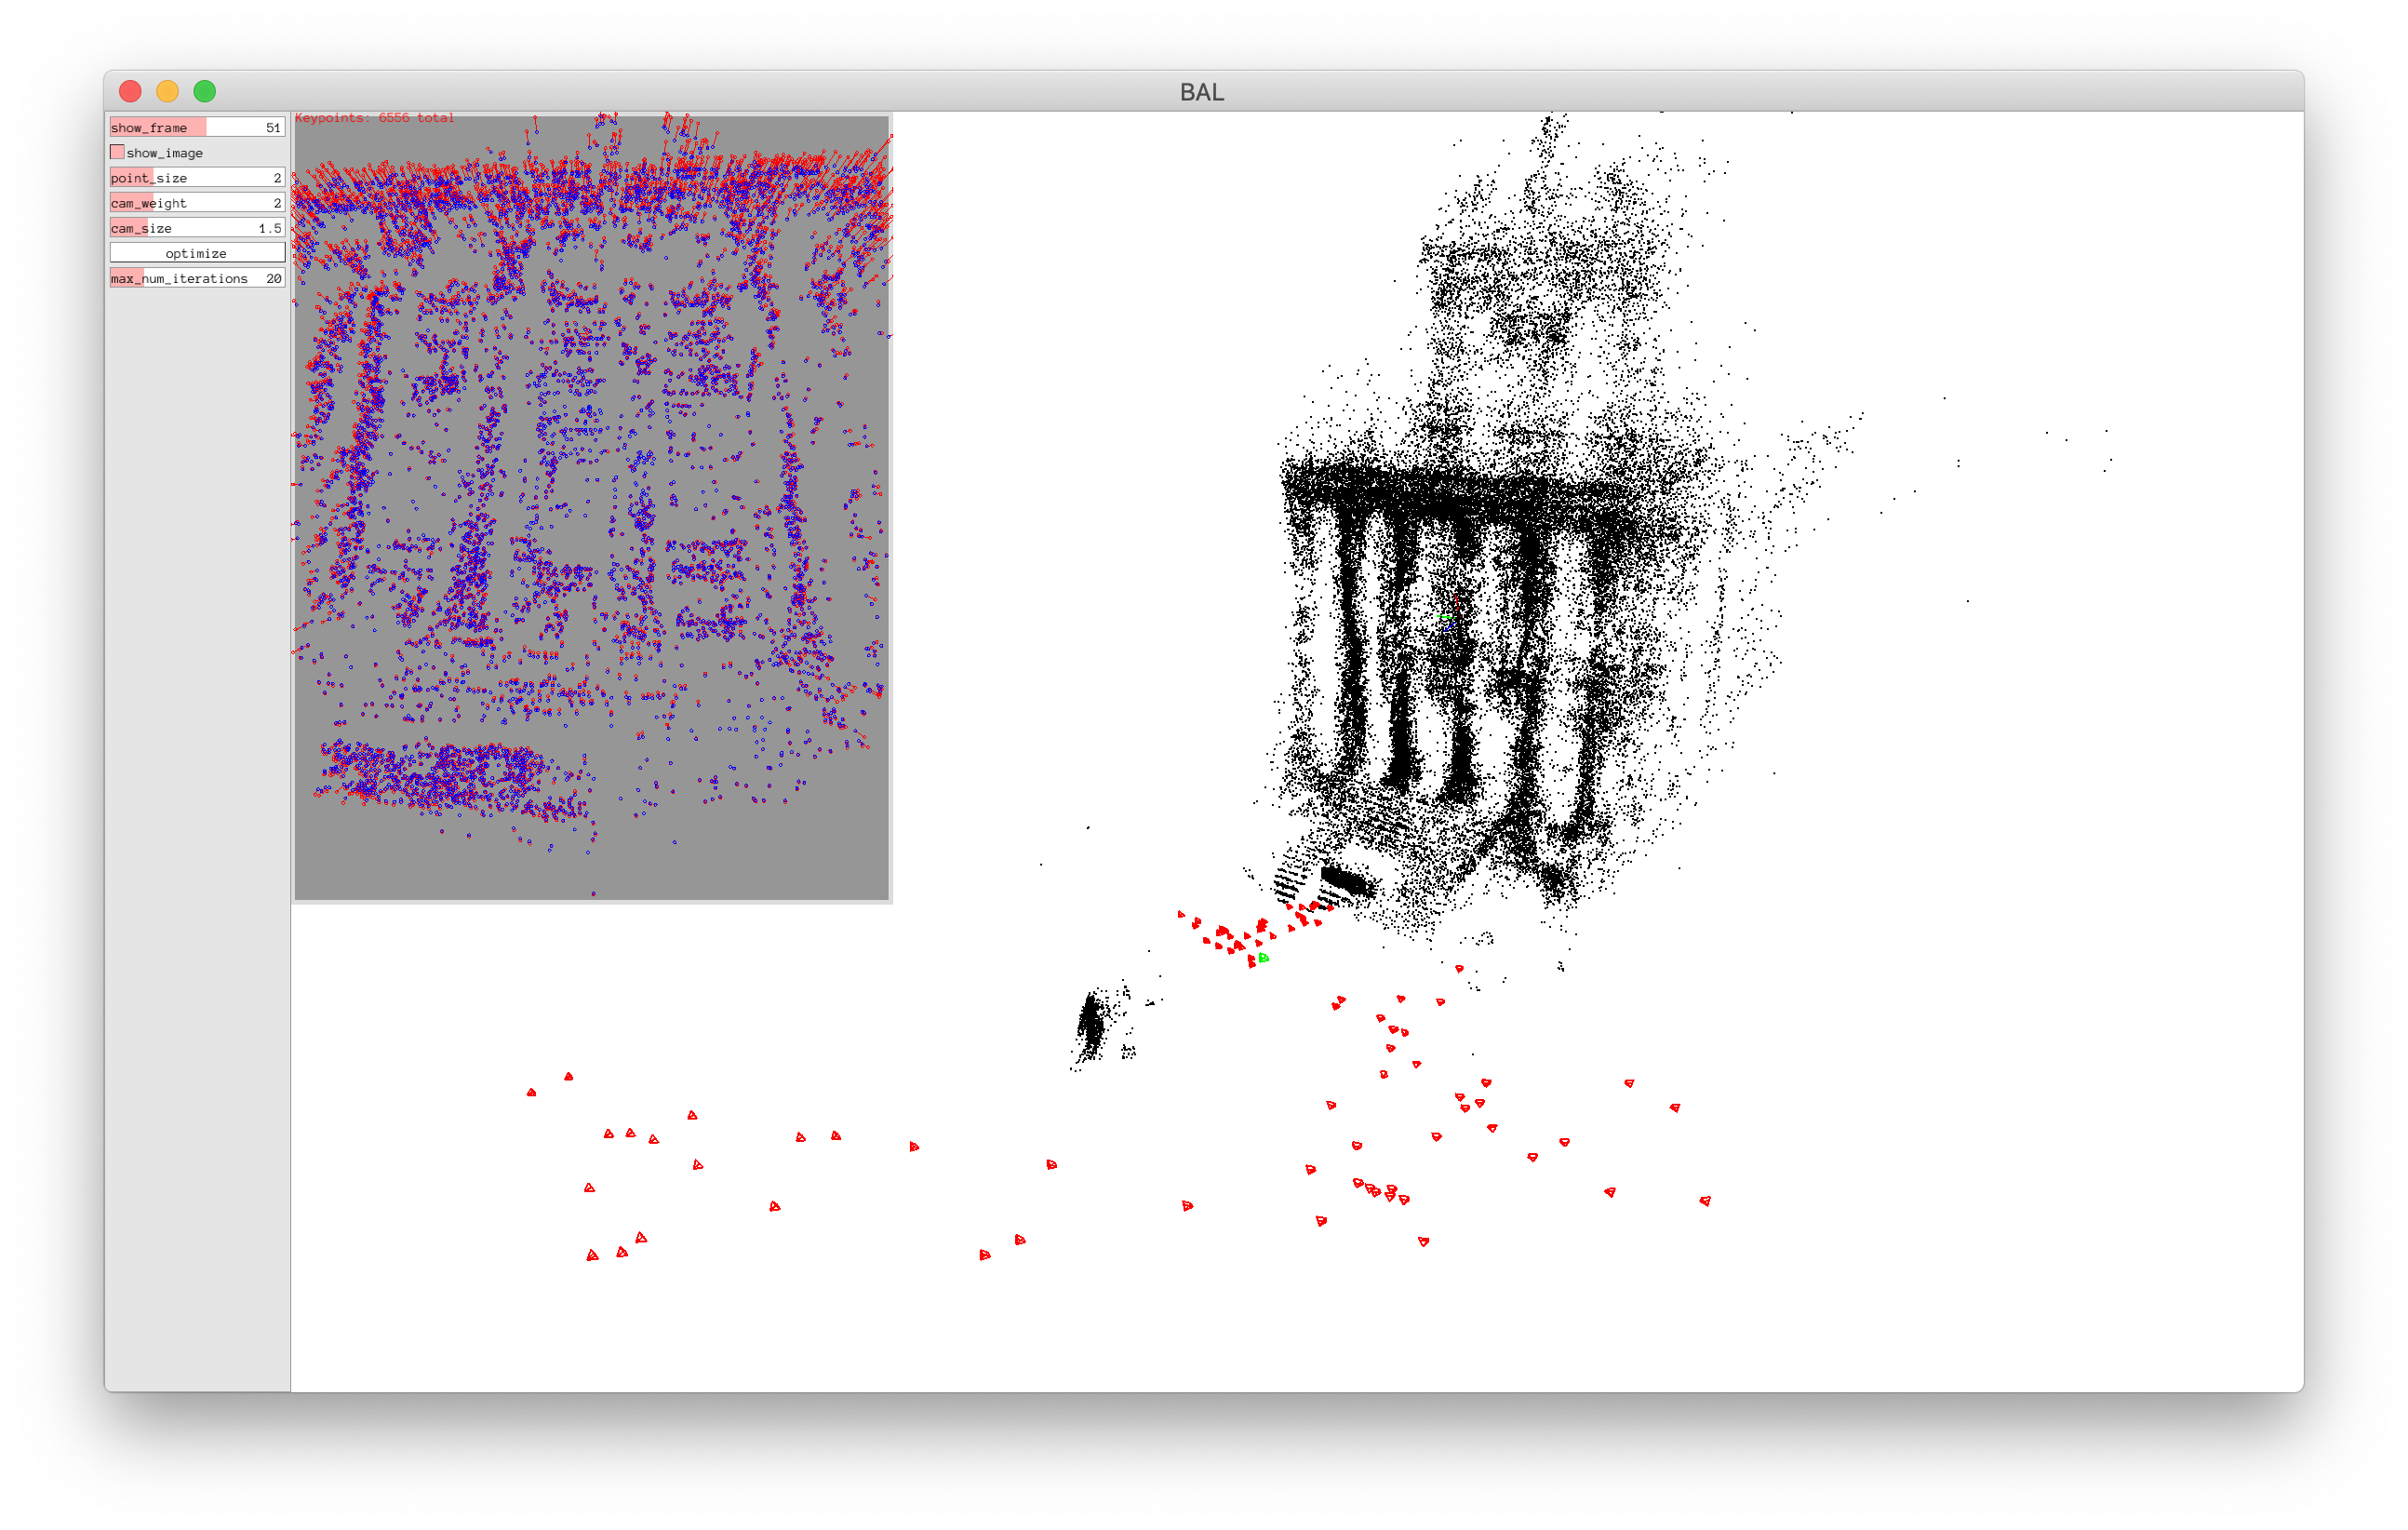 BAL
show_frame 51
Keypoints: 6556 total
show_image
point_size 2
cam_weight 2
cam_size 1.5
optimize
max_num_iterations 20